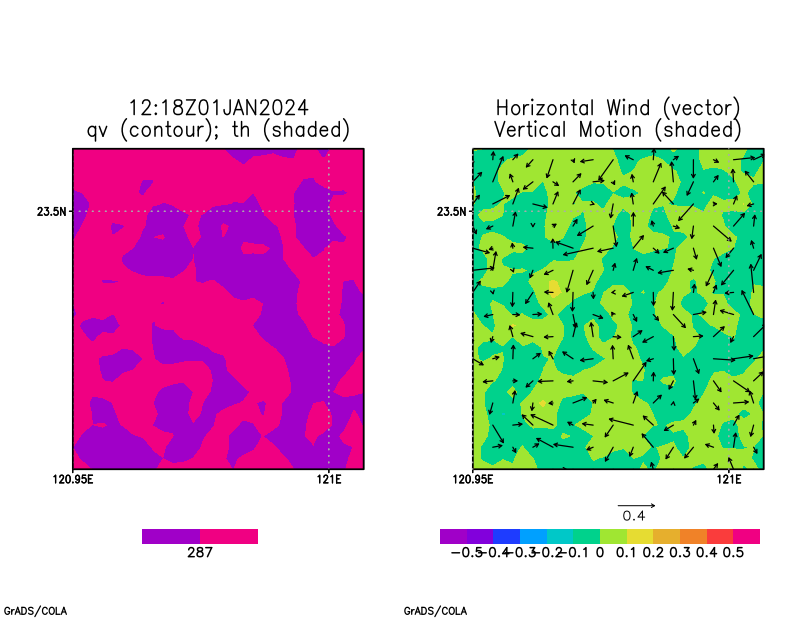 12:18Z01JAN2024
qv (contour); th (shaded)
23.5N
120.95E 121E
287
Horizontal Wind (vector)
Vertical Motion (shaded)
23.5N
120.95E 121E
0.4
-0.5 -0.4 -0.3 -0.2 -0.1 0 0.1 0.2 0.3 0.4 0.5
GrADS/COLA GrADS/COLA